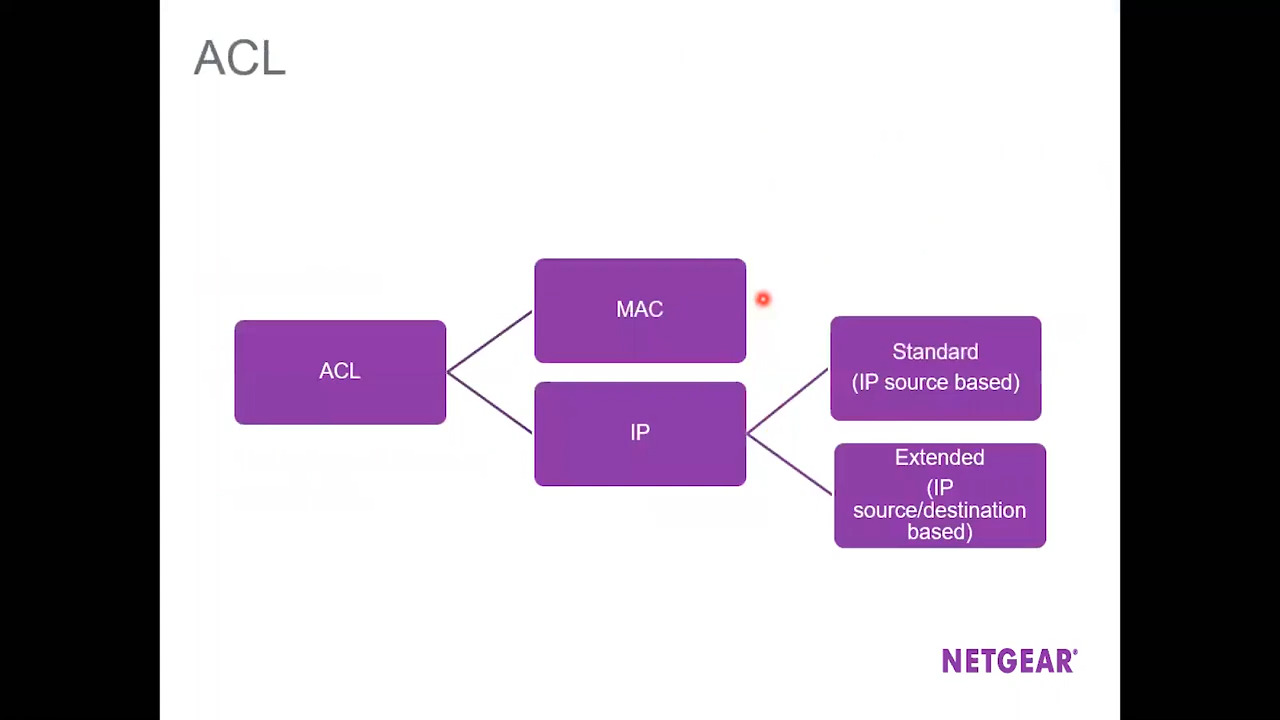 ACL
ACL
MAC
IP
Standard
(IP source based)
Extended
(IP
source/destination
based)
NETGEAR®